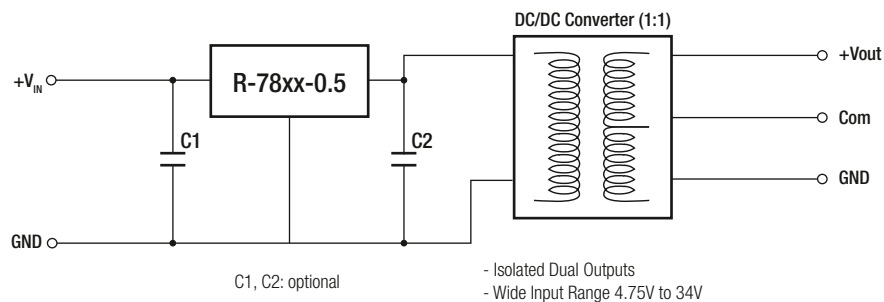 DC/DC Converter (1:1)
+VIN
R-78xx-0.5
+Vout
C1
C2
Com
GND
GND
C1, C2: optional
- Isolated Dual Outputs
- Wide Input Range 4.75V to 34V